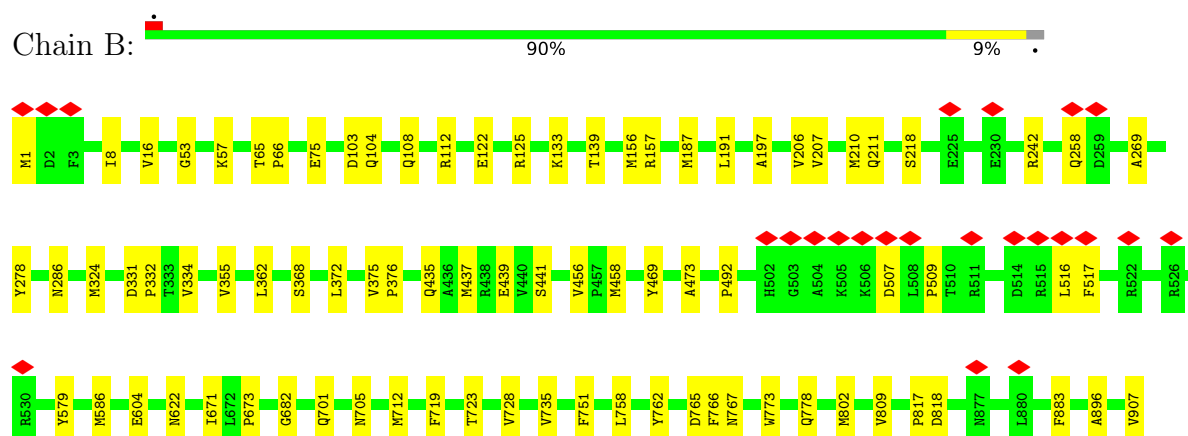 Chain B:
90% 9%
M1 D2 F3 I8 V16 G53 K57 T65 P66 E75 D103 Q104 Q108 R112 E122 R125 K133 T139 M156 R157 M187 L191 A197 V206 V207 M210 Q211 S218 E225 E230 R242 Q258 D259 A269
Y278 N286 M324 D331 P332 T333 V334 V355 L362 S368 L372 V375 P376 Q435 A436 M437 R438 E439 V440 S441 V456 P457 M458 Y469 A473 P492 H502 G503 A504 K505 K506 D507 L508 P509 T510 R511 D514 R515 L516 F517 R522 R526
R530 Y579 M586 E604 N622 I671 L672 P673 G682 Q701 N705 M712 F719 T723 V728 V735 F751 L758 Y762 D765 F766 N767 W773 Q778 M802 V809 P817 D818 N877 L880 F883 A896 V907